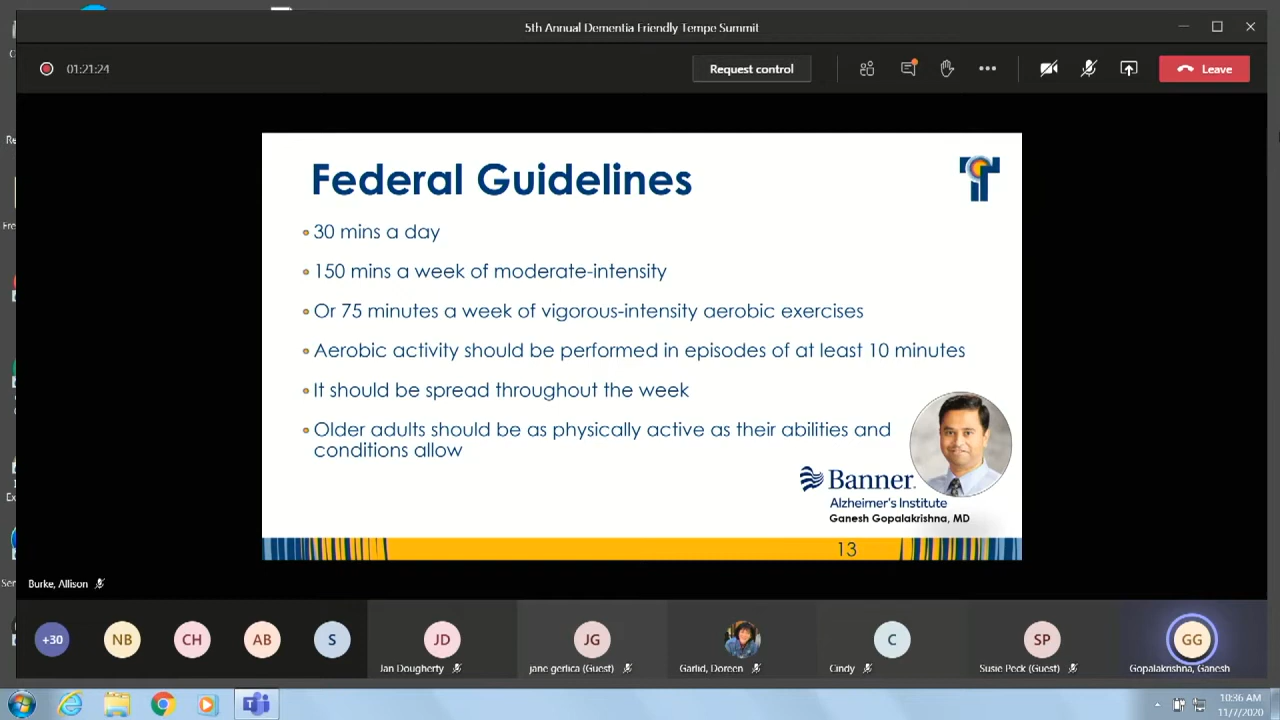 5th Annual Dementia Friendly Tempe Summit
01:21:24
Request control
Leave
Federal Guidelines
30 mins a day
150 mins a week of moderate-intensity
Or 75 minutes a week of vigorous-intensity aerobic exercises
Aerobic activity should be performed in episodes of at least 10 minutes
It should be spread throughout the week
Older adults should be as physically active as their abilities and
conditions allow
Banner
Alzheimer's Institute
Ganesh Gopalakrishna, MD
13
Burke, Allison
+30
NB
CH
AB
S
JD
JG
C
SP
GG
Jan Dougherty
jane gerlica (Guest)
Garlid, Doreen
Cindy
Susie Peck (Guest)
Gopalakrishna, Ganesh
10:36 AM
11/7/2020